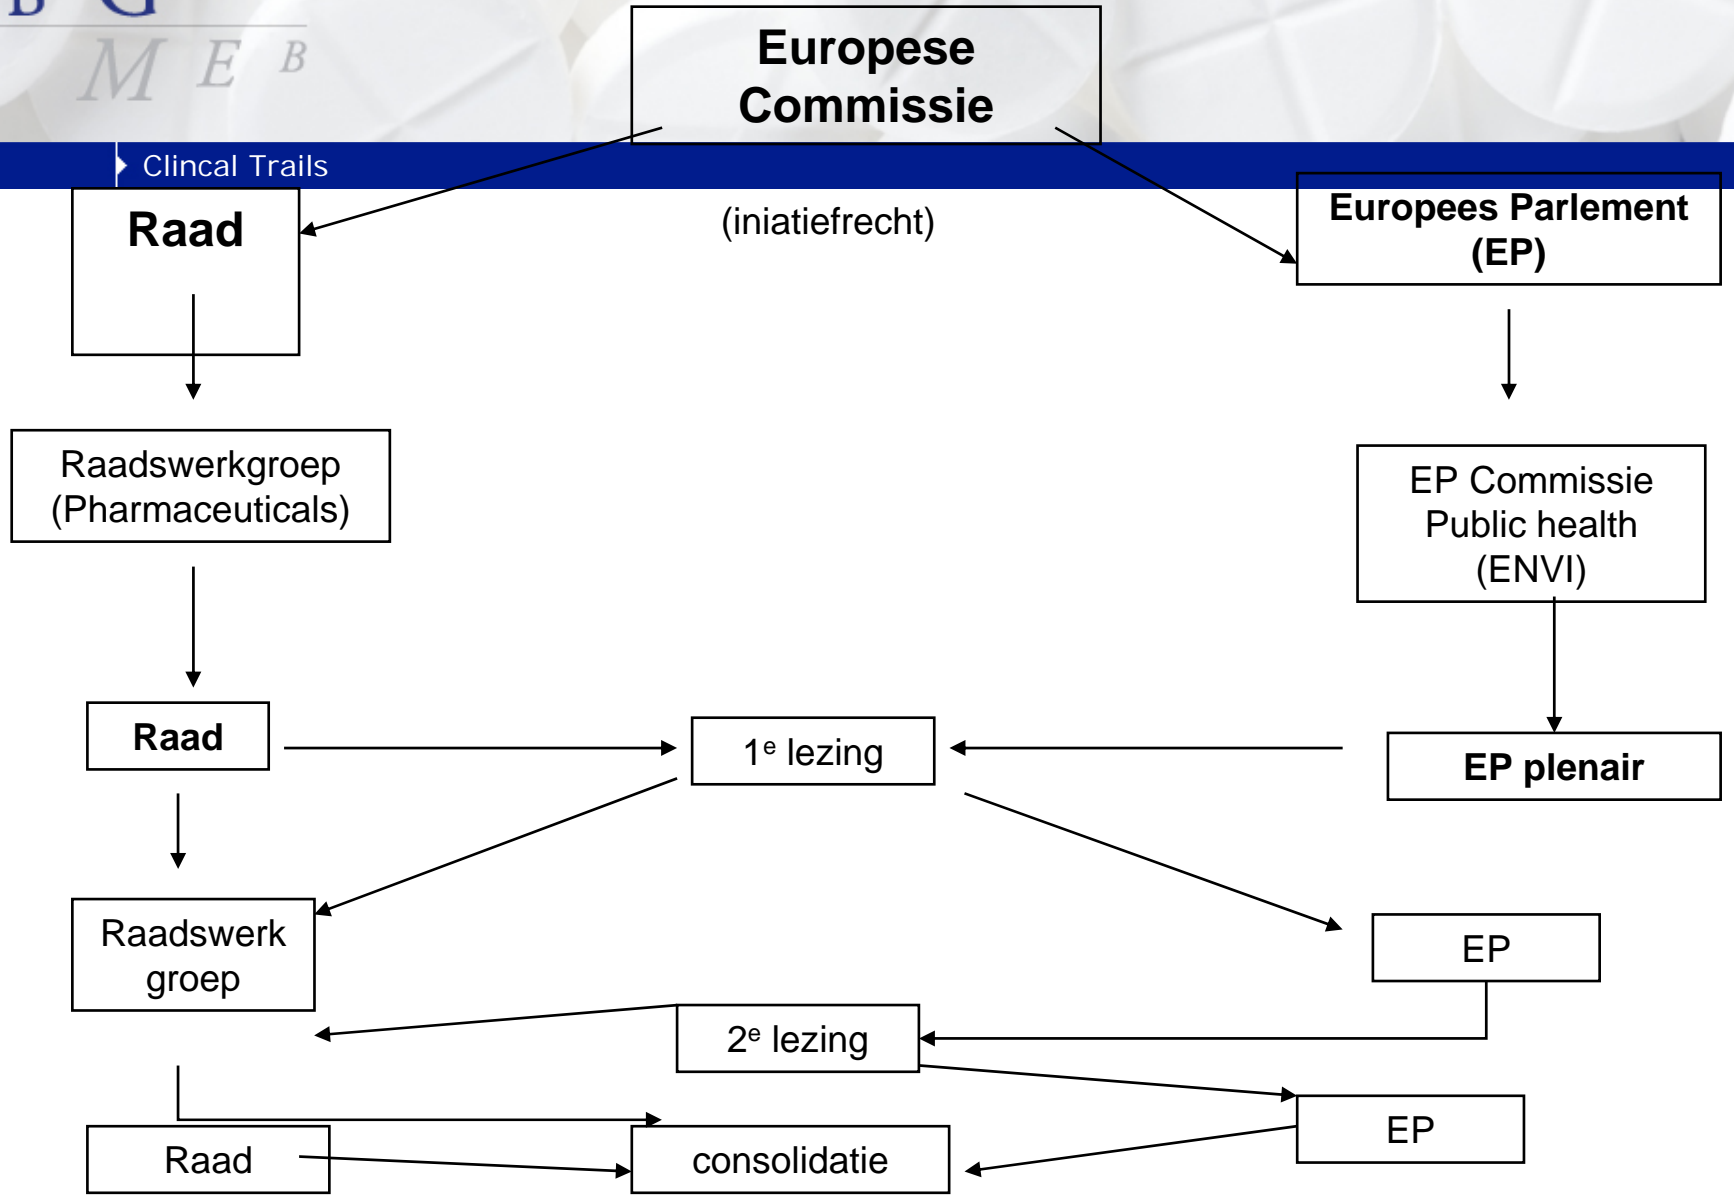 B G
M E B
Europese
Commissie
Clincal Trails
Raad
(iniatiefrecht)
Europees Parlement
(EP)
Raadswerkgroep
(Pharmaceuticals)
EP Commissie
Public health
(ENVI)
Raad
1e lezing
EP plenair
Raadswerk
groep
EP
2e lezing
EP
Raad
consolidatie